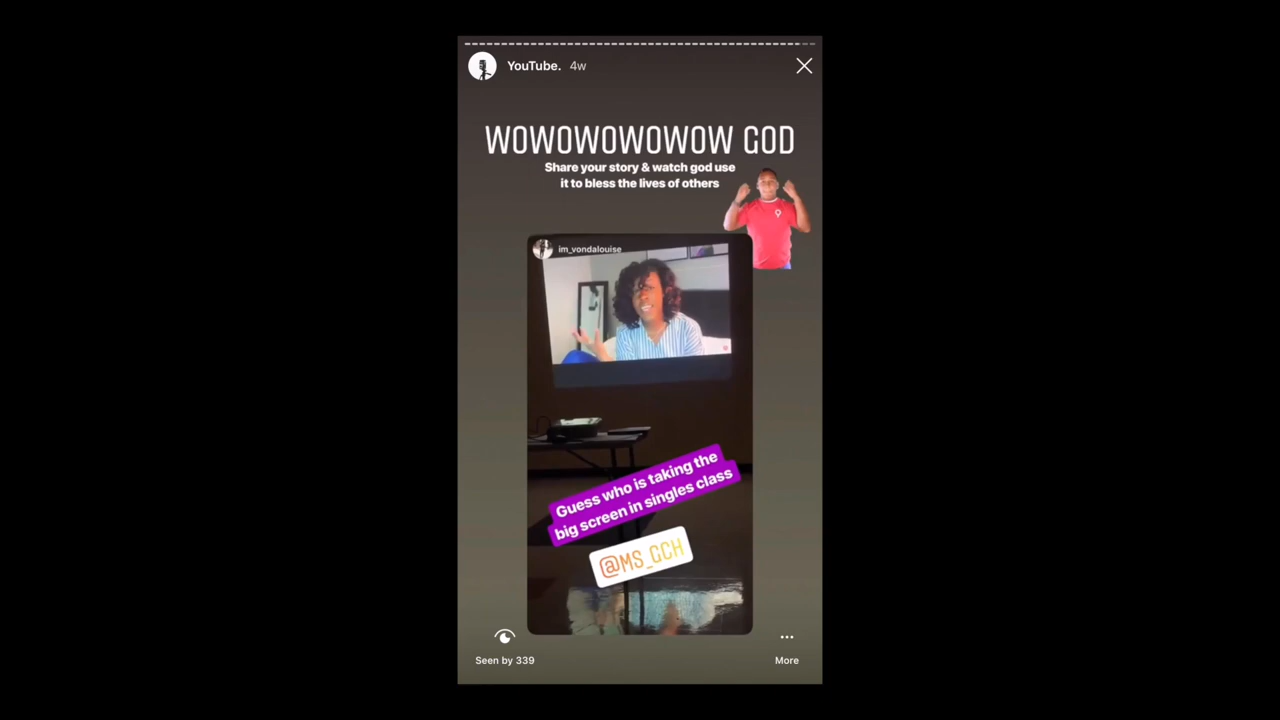 YouTube. 4w
WOWOWOWOWOW GOD
Share your story & watch god use
it to bless the lives of others
im_vondalouise
Guess who is taking the
big screen in singles class
@MS_GCH
Seen by 339
More